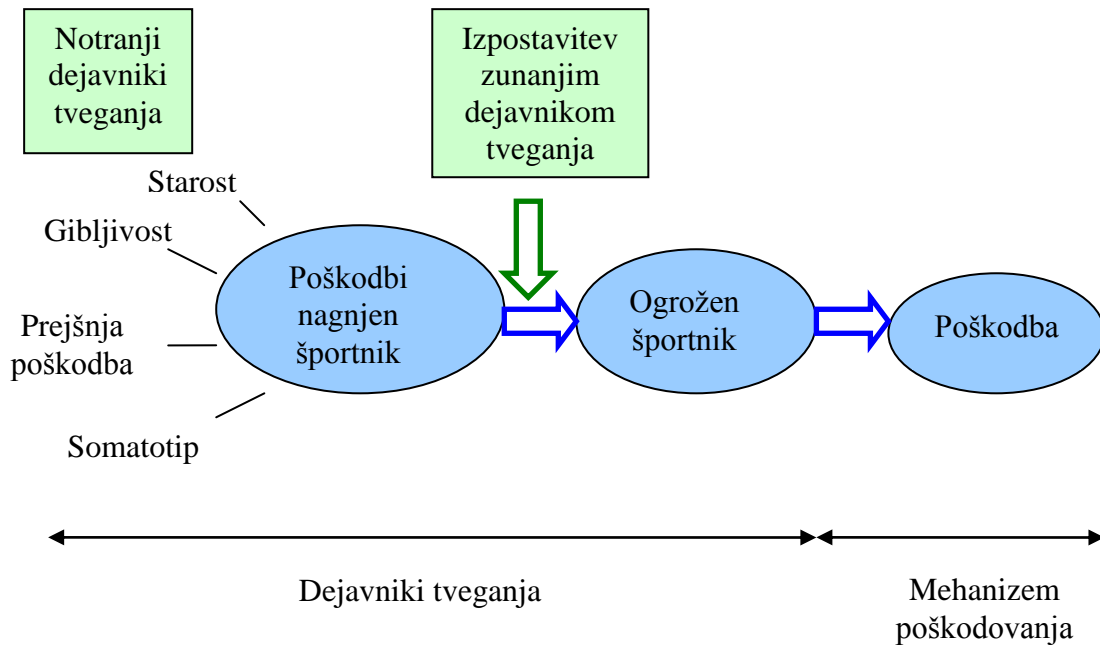 Notranji
dejavniki
tveganja
Izpostavitev
zunanjim
dejavnikom
tveganja
Starost
Gibljivost
Prejšnja
poškodba
Somatotip
Poškodbi
nagnjen
športnik
Ogrožen
športnik
Poškodba
Dejavniki tveganja
Mehanizem
poškodovanja